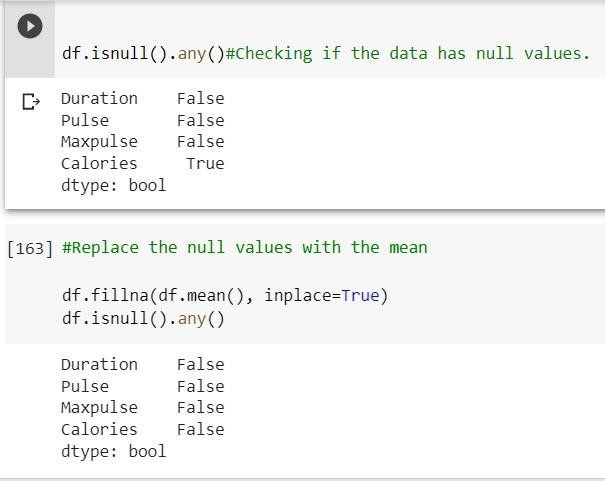 df.isnull().any()#Checking if the data has null values.
Duration    False
Pulse       False
Maxpulse    False
Calories     True
dtype: bool
[163] #Replace the null values with the mean
df.fillna(df.mean(), inplace=True)
df.isnull().any()
Duration    False
Pulse       False
Maxpulse    False
Calories    False
dtype: bool